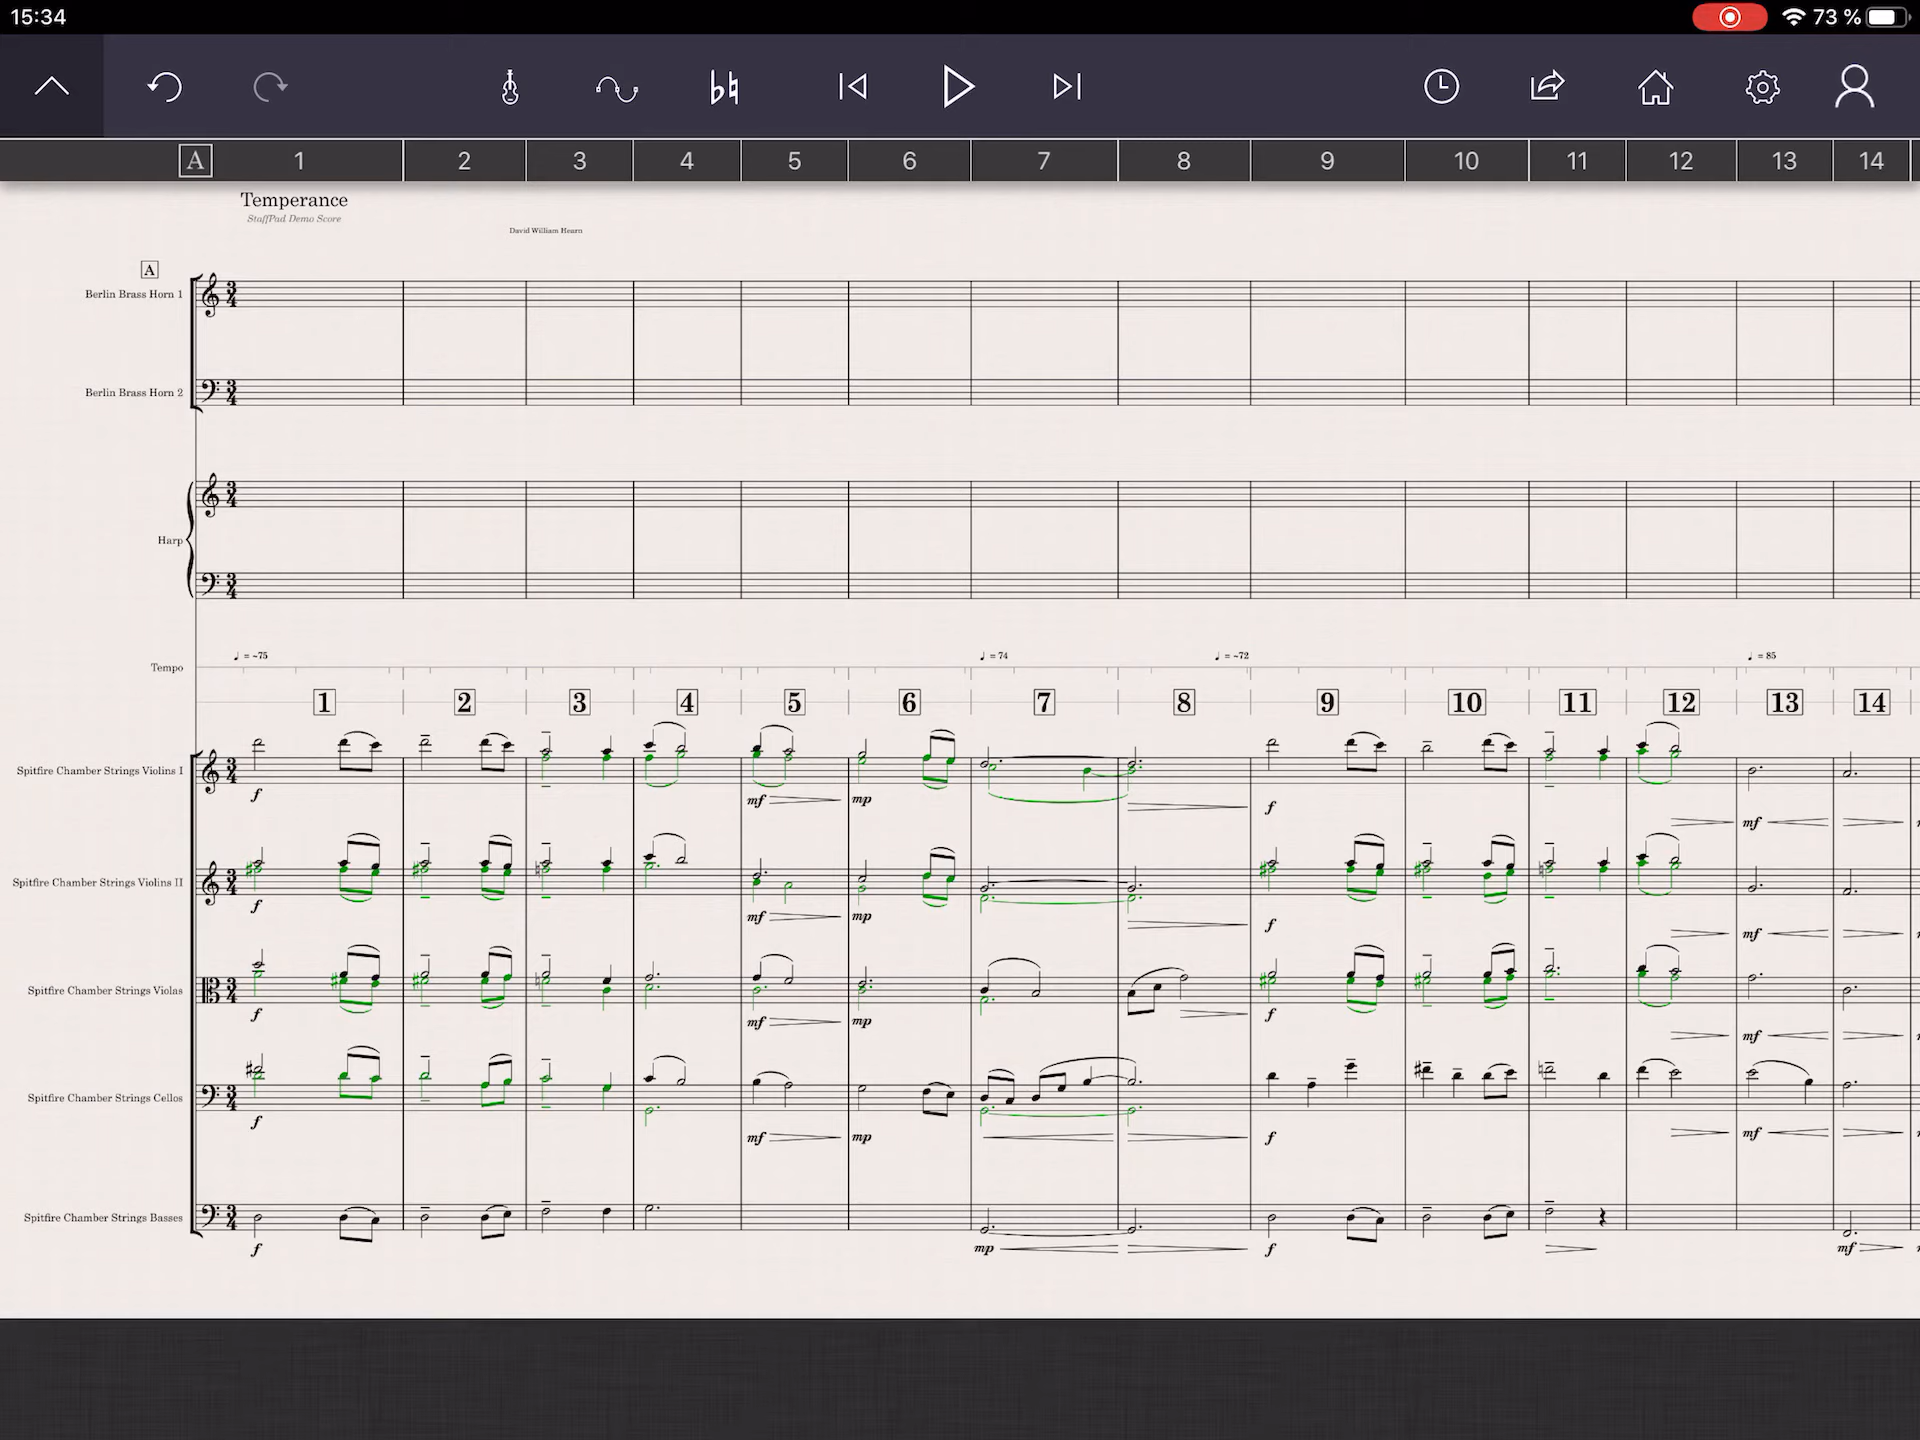 15:34 73 %
A 1 2 3 4 5 6 7 8 9 10 11 12 13 14
Temperance
StaffPad Demo Score
David William Hearn
A
Berlin Brass Horn 1
Berlin Brass Horn 2
Harp
♩ = ~75 ♩ = 74 ♩ = ~72 ♩ = 85
Tempo
1 2 3 4 5 6 7 8 9 10 11 12 13 14
Spitfire Chamber Strings Violins I
f mf mp f mf
Spitfire Chamber Strings Violins II
f mf mp f mf
Spitfire Chamber Strings Violas
f mf mp f mf
Spitfire Chamber Strings Cellos
f mf mp f mf
Spitfire Chamber Strings Basses
f mp f mf